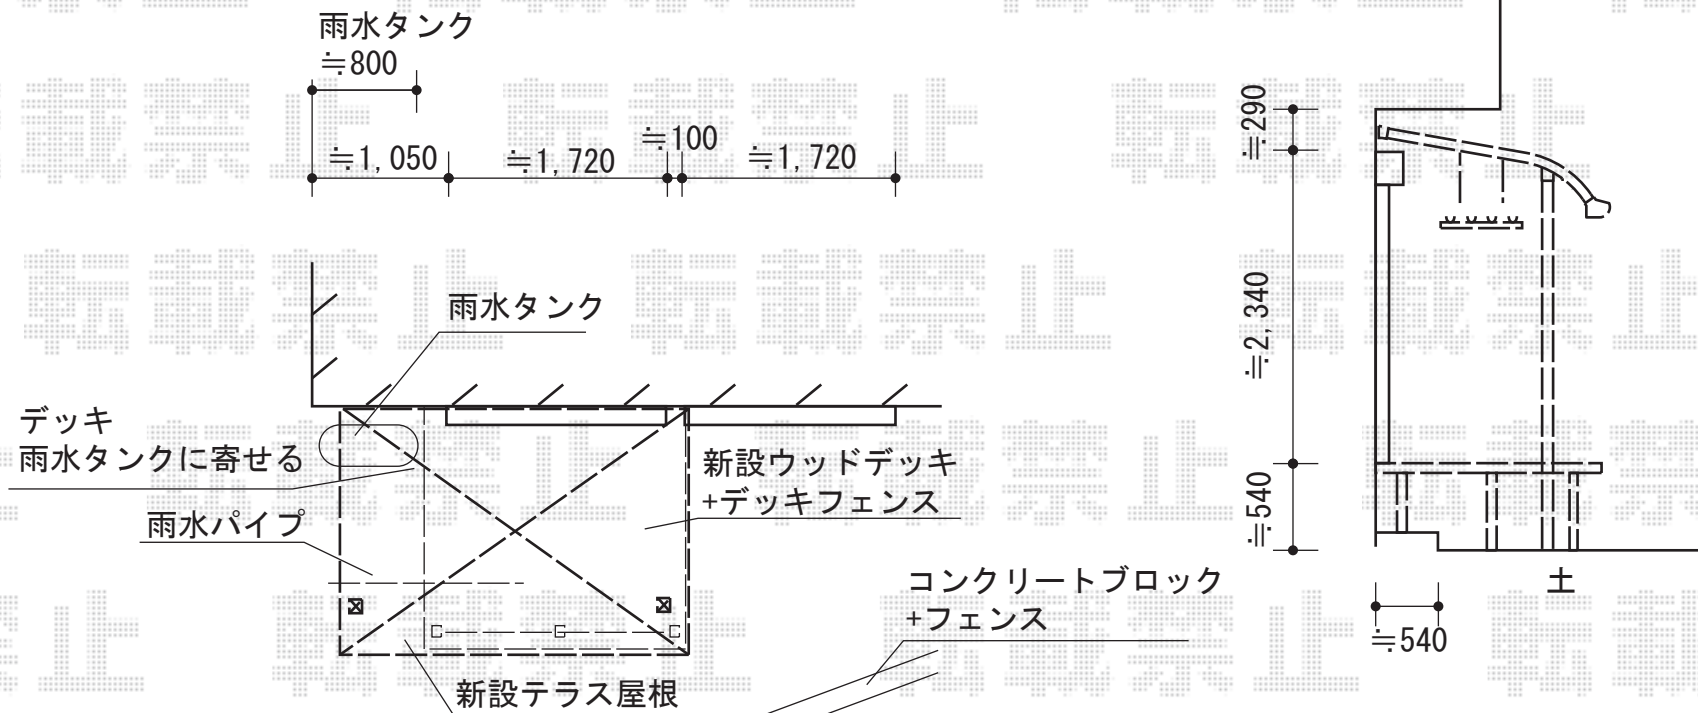 雨水タンク
≒800
≒1,050
≒1,720
≒100
≒1,720
雨水タンク
デッキ
雨水タンクに寄せる
雨水パイプ
新設ウッドデッキ
+デッキフェンス
コンクリートブロック
+フェンス
新設テラス屋根
≒290
≒2,340
≒540
土
≒540
転載禁止